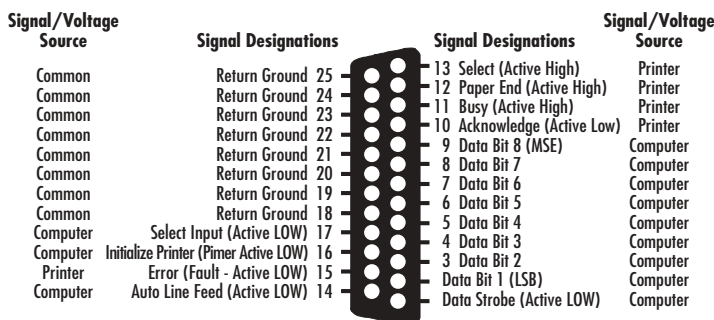 Signal/Voltage Source Signal Designations
Common Return Ground 25
Common Return Ground 24
Common Return Ground 23
Common Return Ground 22
Common Return Ground 21
Common Return Ground 20
Common Return Ground 19
Common Return Ground 18
Computer Select Input (Active LOW) 17
Computer Initialize Printer (Pimer Active LOW) 16
Printer Error (Fault - Active LOW) 15
Computer Auto Line Feed (Active LOW) 14
Signal Designations Signal/Voltage Source
13 Select (Active High) Printer
12 Paper End (Active High) Printer
11 Busy (Active High) Printer
10 Acknowledge (Active Low) Printer
9 Data Bit 8 (MSE) Computer
8 Data Bit 7 Computer
7 Data Bit 6 Computer
6 Data Bit 5 Computer
5 Data Bit 4 Computer
4 Data Bit 3 Computer
3 Data Bit 2 Computer
Data Bit 1 (LSB) Computer
Data Strobe (Active LOW) Computer